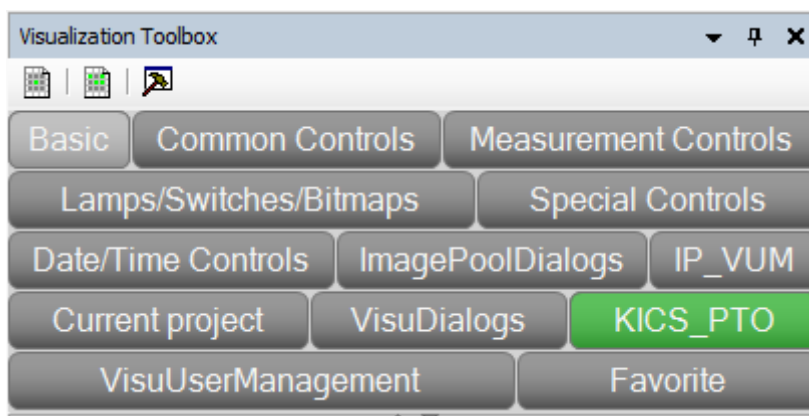 Visualization Toolbox
Basic Common Controls Measurement Controls
Lamps/Switches/Bitmaps Special Controls
Date/Time Controls ImagePoolDialogs IP_VUM
Current project VisuDialogs KICS_PTO
VisuUserManagement Favorite